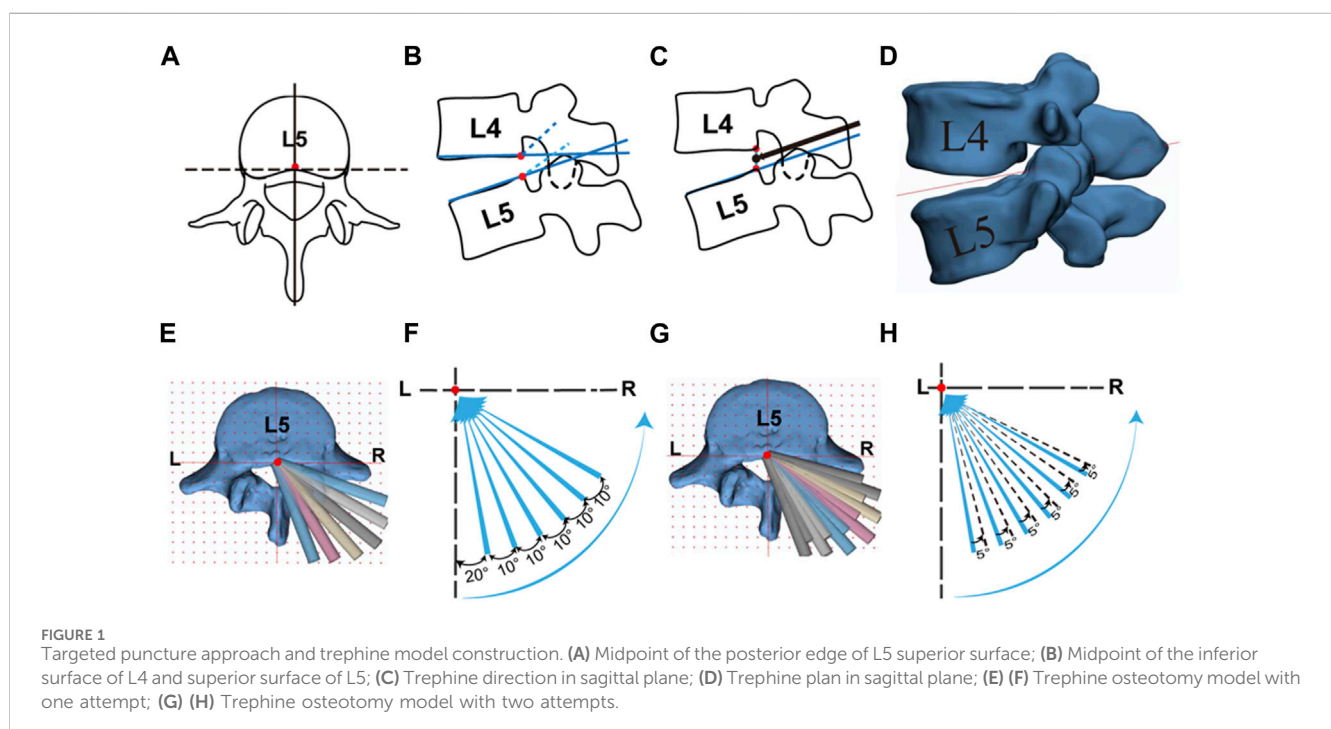 A
B
C
D
L5
L4
L5
L4
L5
L4
L5
E
F
G
H
L5
L
R
L
R
20°
10°
10°
10°
10°
10°
L5
L
R
L
R
5°
5°
5°
5°
5°
5°
FIGURE 1
Targeted puncture approach and trephine model construction. (A) Midpoint of the posterior edge of L5 superior surface; (B) Midpoint of the inferior
surface of L4 and superior surface of L5; (C) Trephine direction in sagittal plane; (D) Trephine plan in sagittal plane; (E) (F) Trephine osteotomy model with
one attempt; (G) (H) Trephine osteotomy model with two attempts.